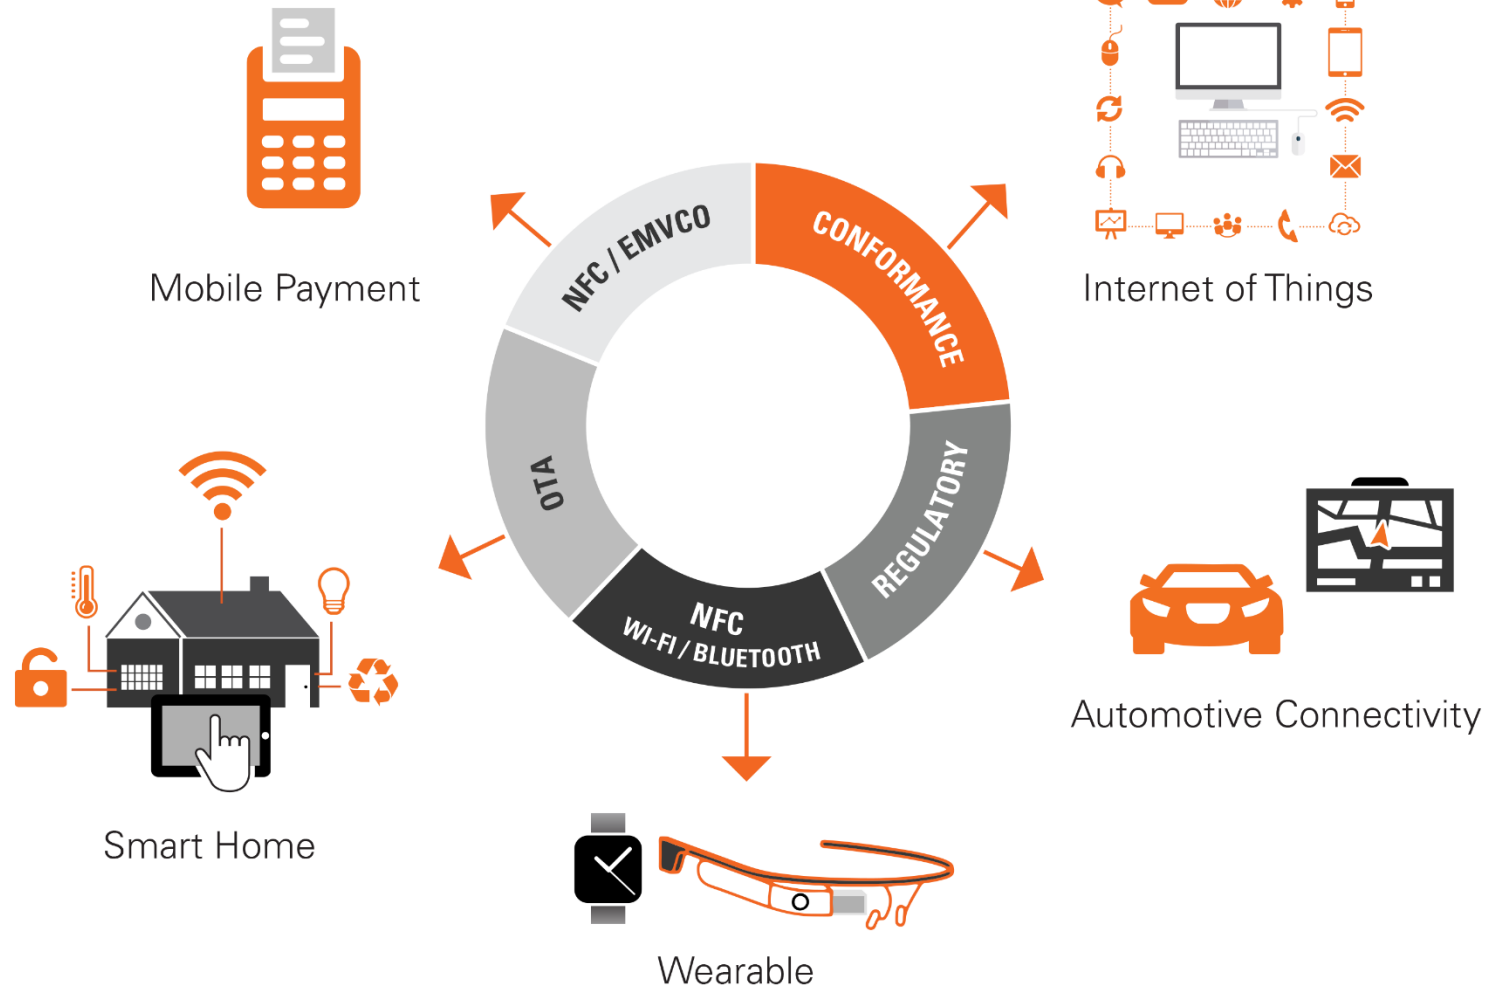 NFC / EMVCO
CONFORMANCE
Mobile Payment
Internet of Things
OTA
REGULATORY
NFC
WI-FI / BLUETOOTH
Automotive Connectivity
Smart Home
Wearable